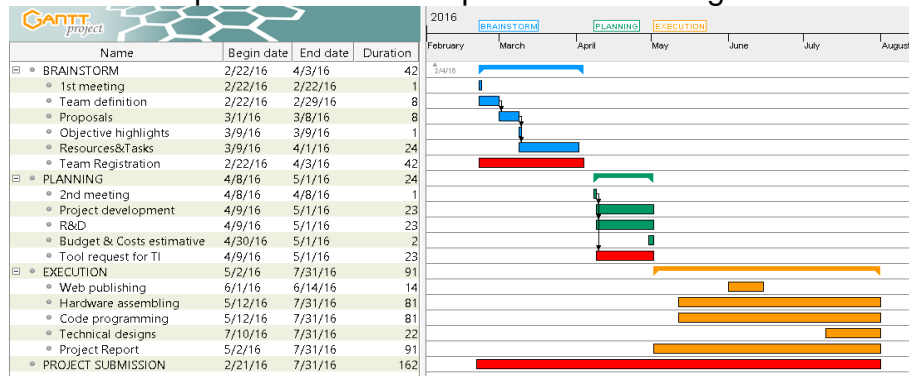 GANTT
project
2016
BRAINSTORM PLANNING EXECUTION
Name Begin date End date Duration
February March April May June July August
2/4/16
BRAINSTORM 2/22/16 4/3/16 42
1st meeting 2/22/16 2/22/16 1
Team definition 2/22/16 2/29/16 8
Proposals 3/1/16 3/8/16 8
Objective highlights 3/9/16 3/9/16 1
Resources&Tasks 3/9/16 4/1/16 24
Team Registration 2/22/16 4/3/16 42
PLANNING 4/8/16 5/1/16 24
2nd meeting 4/8/16 4/8/16 1
Project development 4/9/16 5/1/16 23
R&D 4/9/16 5/1/16 23
Budget & Costs estimative 4/30/16 5/1/16 2
Tool request for TI 4/9/16 5/1/16 23
EXECUTION 5/2/16 7/31/16 91
Web publishing 6/1/16 6/14/16 14
Hardware assembling 5/12/16 7/31/16 81
Code programming 5/12/16 7/31/16 81
Technical designs 7/10/16 7/31/16 22
Project Report 5/2/16 7/31/16 91
PROJECT SUBMISSION 2/21/16 7/31/16 162